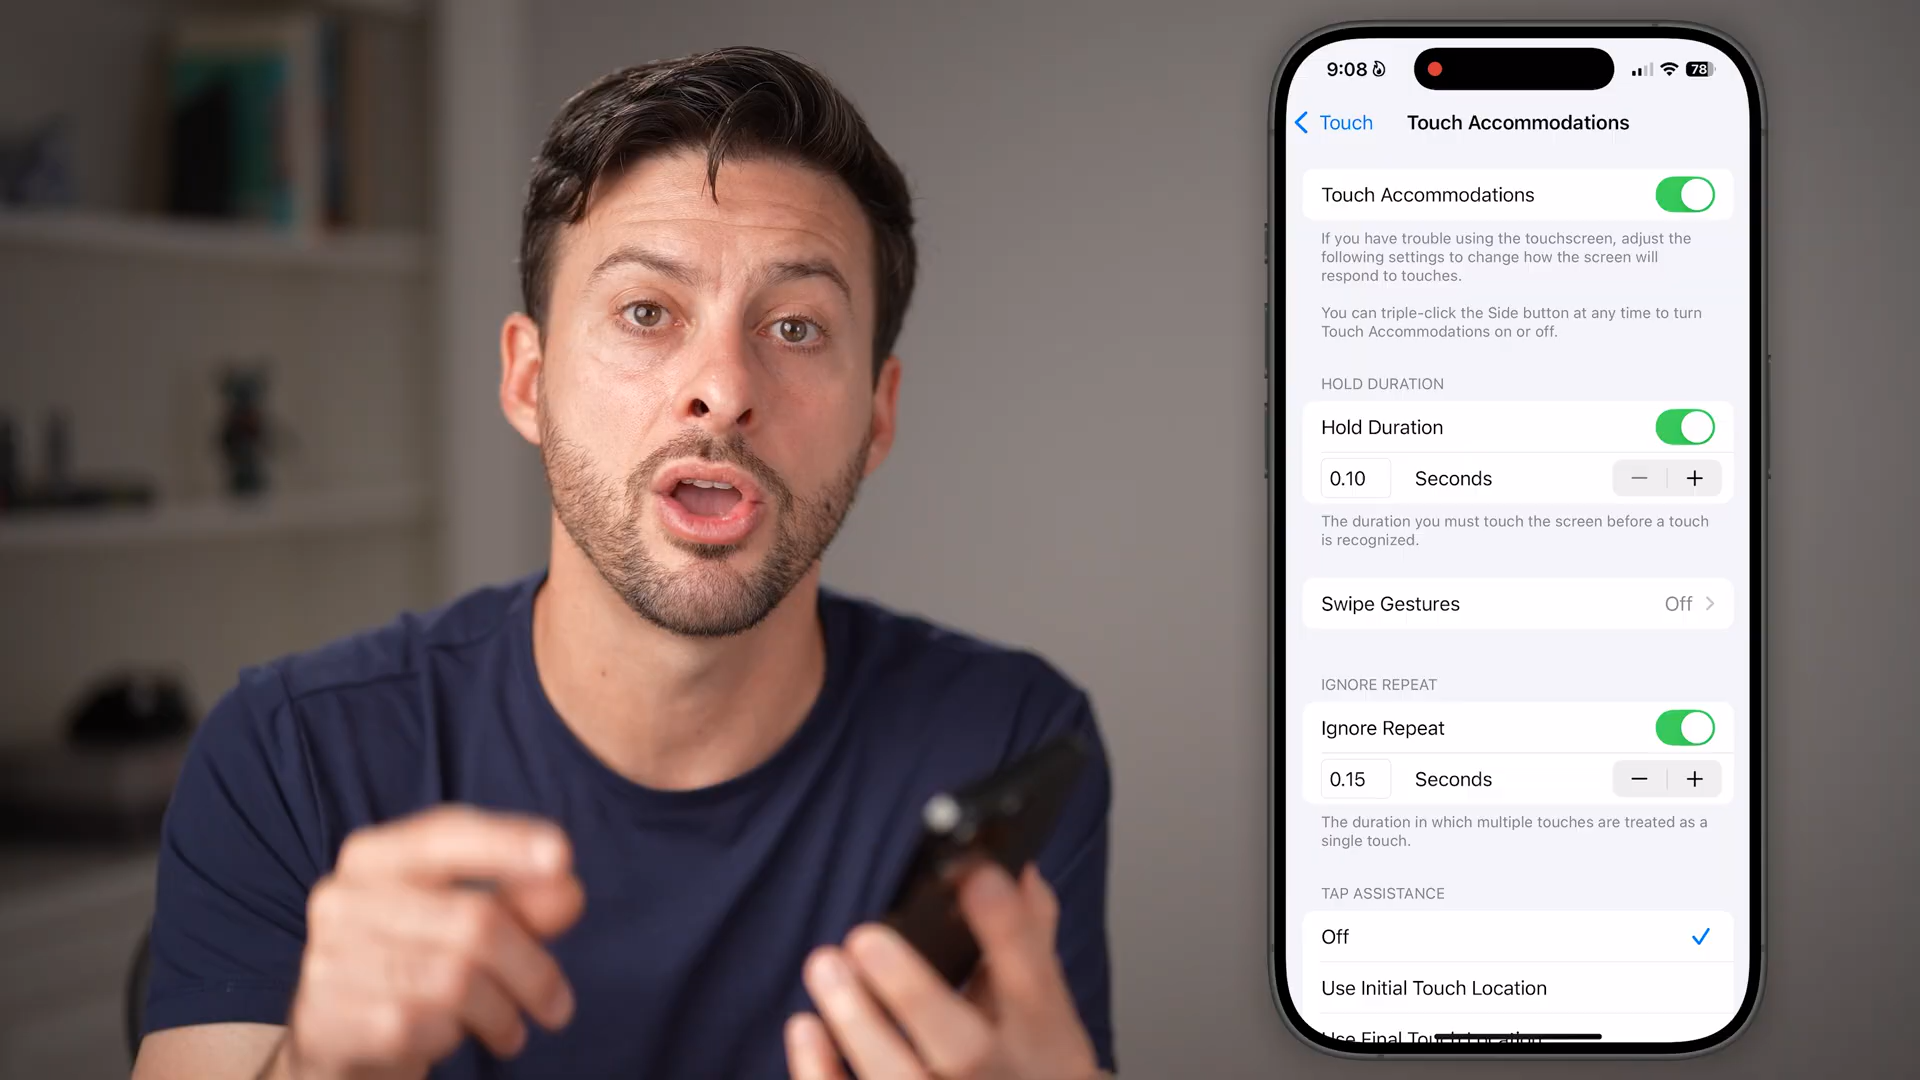 9:08
78
Touch
Touch Accommodations
Touch Accommodations
If you have trouble using the touchscreen, adjust the
following settings to change how the screen will
respond to touches.
You can triple-click the Side button at any time to turn
Touch Accommodations on or off.
HOLD DURATION
Hold Duration
0.10 Seconds
The duration you must touch the screen before a touch
is recognized.
Swipe Gestures Off
IGNORE REPEAT
Ignore Repeat
0.15 Seconds
The duration in which multiple touches are treated as a
single touch.
TAP ASSISTANCE
Off
Use Initial Touch Location
Use Final Touch Location